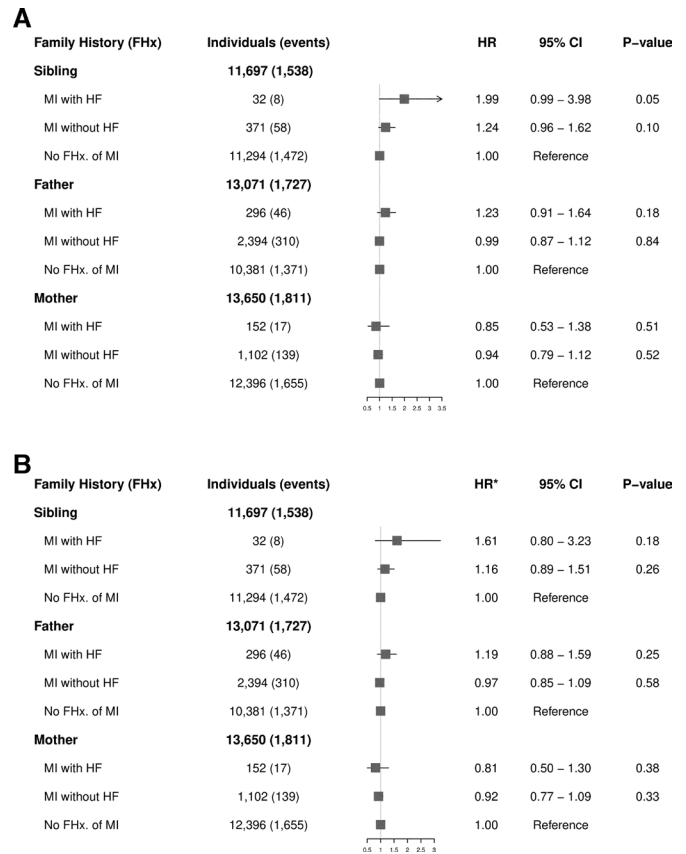 A
Family History (FHx) Individuals (events) HR 95% CI P−value
Sibling 11,697 (1,538)
MI with HF 32 (8) 1.99 0.99 − 3.98 0.05
MI without HF 371 (58) 1.24 0.96 − 1.62 0.10
No FHx. of MI 11,294 (1,472) 1.00 Reference
Father 13,071 (1,727)
MI with HF 296 (46) 1.23 0.91 − 1.64 0.18
MI without HF 2,394 (310) 0.99 0.87 − 1.12 0.84
No FHx. of MI 10,381 (1,371) 1.00 Reference
Mother 13,650 (1,811)
MI with HF 152 (17) 0.85 0.53 − 1.38 0.51
MI without HF 1,102 (139) 0.94 0.79 − 1.12 0.52
No FHx. of MI 12,396 (1,655) 1.00 Reference
0.5 1 1.5 2 2.5 3 3.5
B
Family History (FHx) Individuals (events) HR* 95% CI P−value
Sibling 11,697 (1,538)
MI with HF 32 (8) 1.61 0.80 − 3.23 0.18
MI without HF 371 (58) 1.16 0.89 − 1.51 0.26
No FHx. of MI 11,294 (1,472) 1.00 Reference
Father 13,071 (1,727)
MI with HF 296 (46) 1.19 0.88 − 1.59 0.25
MI without HF 2,394 (310) 0.97 0.85 − 1.09 0.58
No FHx. of MI 10,381 (1,371) 1.00 Reference
Mother 13,650 (1,811)
MI with HF 152 (17) 0.81 0.50 − 1.30 0.38
MI without HF 1,102 (139) 0.92 0.77 − 1.09 0.33
No FHx. of MI 12,396 (1,655) 1.00 Reference
0.5 1 1.5 2 2.5 3